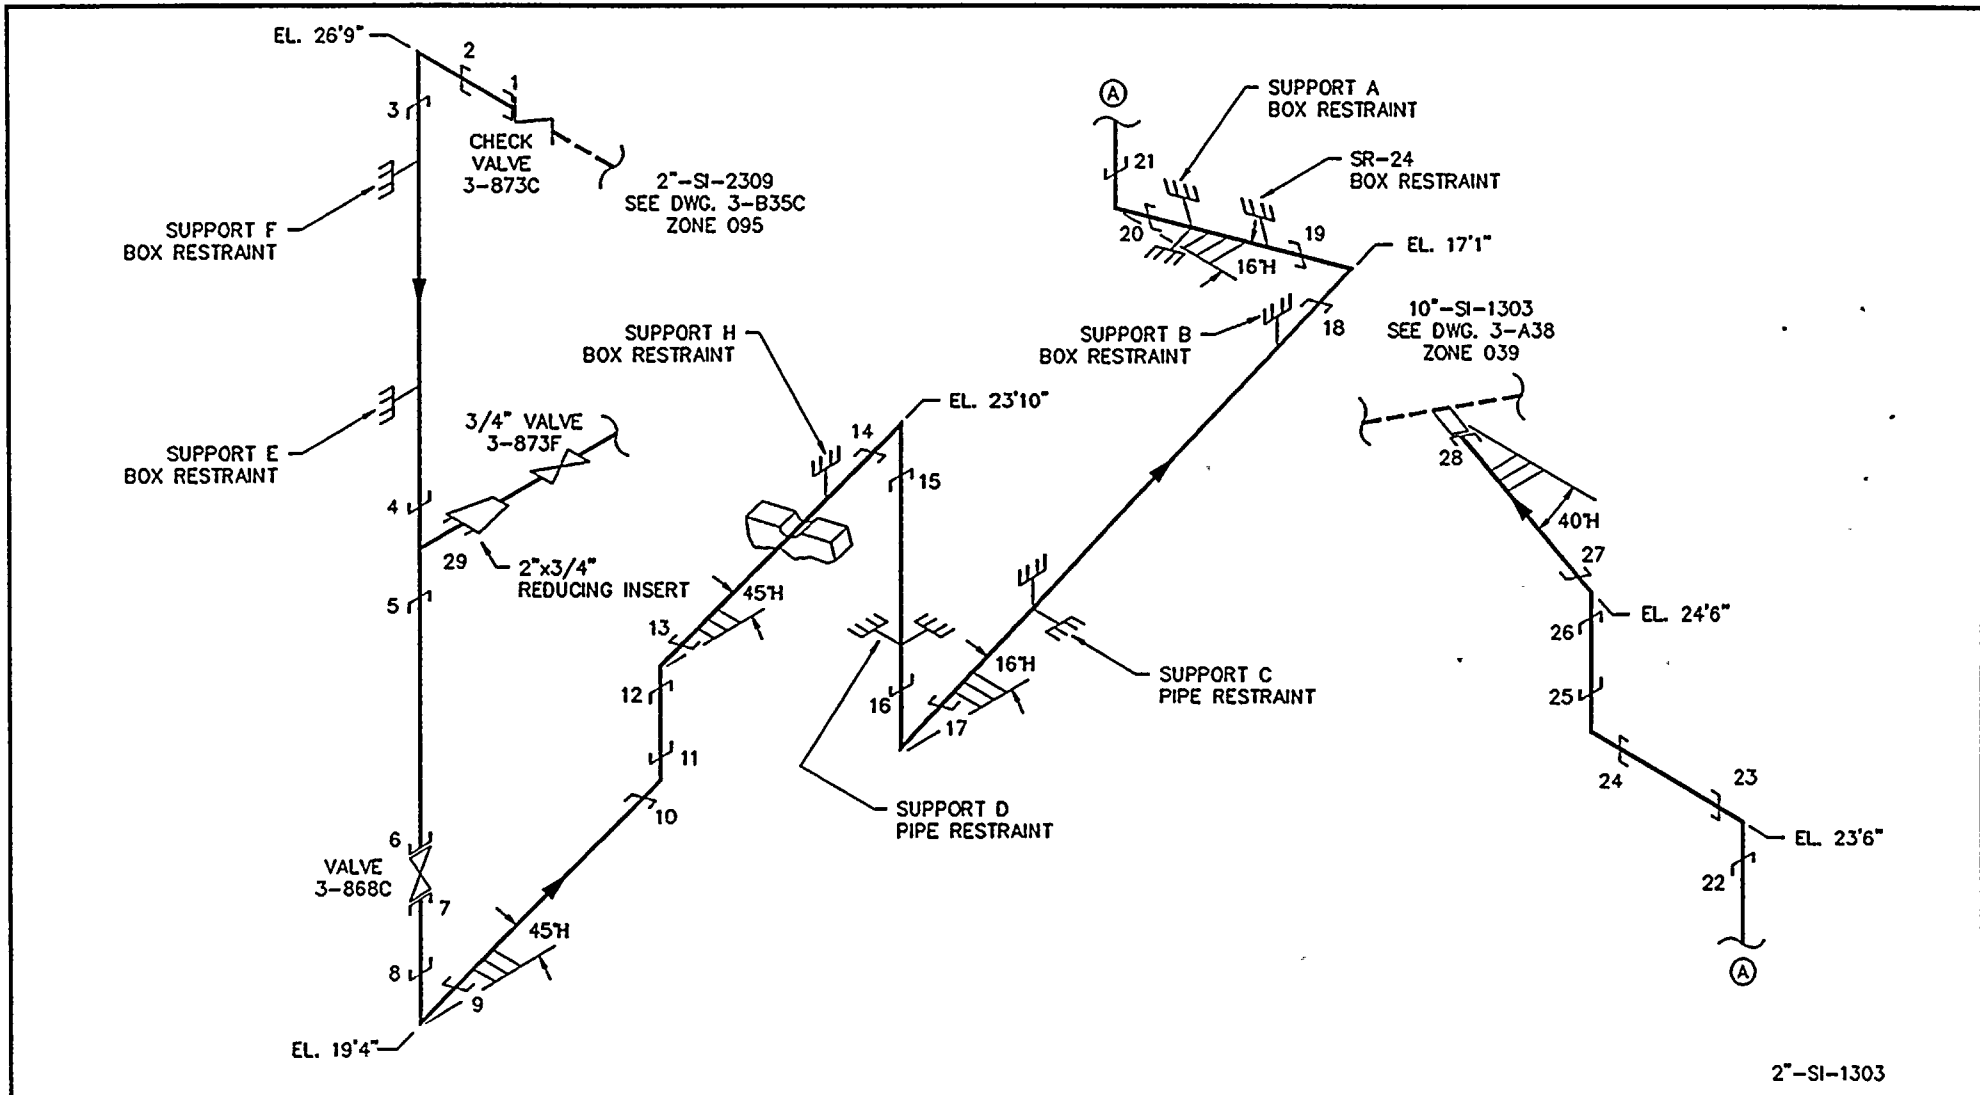 EL. 26'9"
2
1
3
CHECK
VALVE
3-873C
2"-SI-2309
SEE DWG. 3-B35C
ZONE 095
SUPPORT F
BOX RESTRAINT
SUPPORT E
BOX RESTRAINT
3/4" VALVE
3-873F
4
29
2"x3/4"
REDUCING INSERT
5
6
VALVE
3-868C
7
8
9
EL. 19'4"
45°H
10
11
12
13
45°H
SUPPORT H
BOX RESTRAINT
14
EL. 23'10"
15
16
17
16°H
SUPPORT D
PIPE RESTRAINT
SUPPORT C
PIPE RESTRAINT
SUPPORT B
BOX RESTRAINT
18
EL. 17'1"
19
16°H
20
21
A
SUPPORT A
BOX RESTRAINT
SR-24
BOX RESTRAINT
10"-SI-1303
SEE DWG. 3-A38
ZONE 039
28
40°H
27
EL. 24'6"
26
25
24
23
EL. 23'6"
22
A
2"-SI-1303